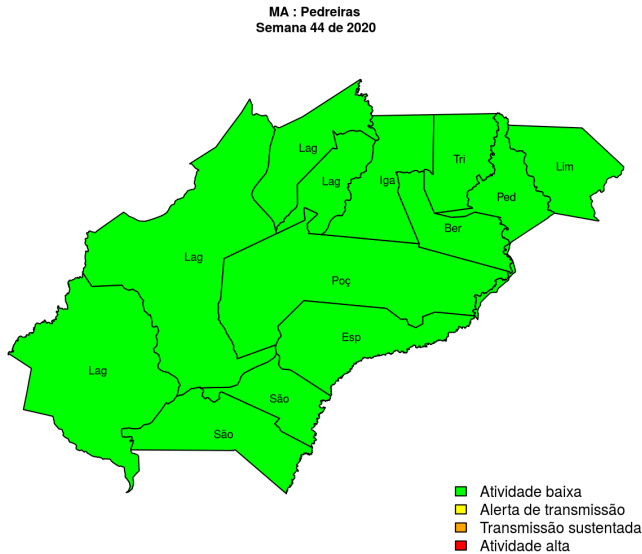 MA : Pedreiras
Semana 44 de 2020
Lag
Tri
Lim
Lag
Iga
Ped
Ber
Lag
Poç
Esp
Lag
São
São
Atividade baixa
Alerta de transmissão
Transmissão sustentada
Atividade alta